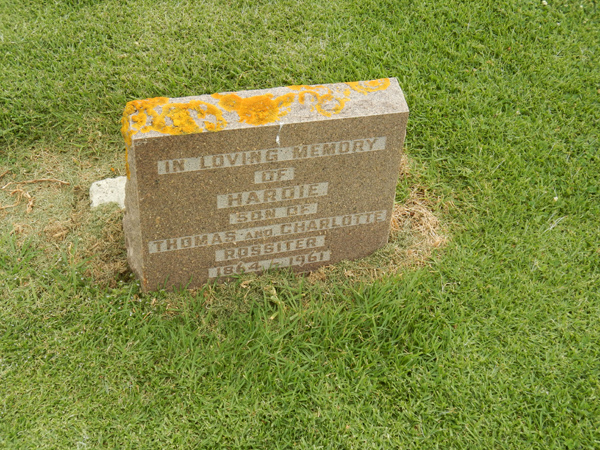 IN LOVING MEMORY
OF
HARDIE
SON OF
THOMAS AND CHARLOTTE
ROSSITER
1864 - 1961